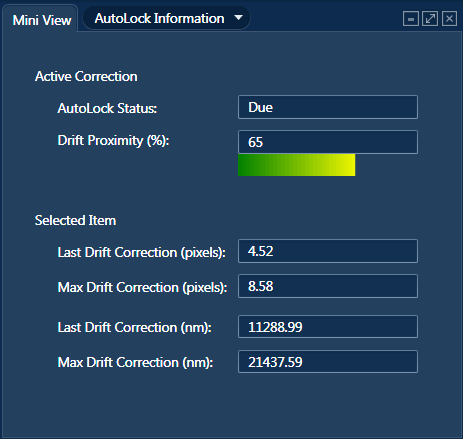 Mini View
AutoLock Information
Active Correction
AutoLock Status: Due
Drift Proximity (%): 65
Selected Item
Last Drift Correction (pixels): 4.52
Max Drift Correction (pixels): 8.58
Last Drift Correction (nm): 11288.99
Max Drift Correction (nm): 21437.59